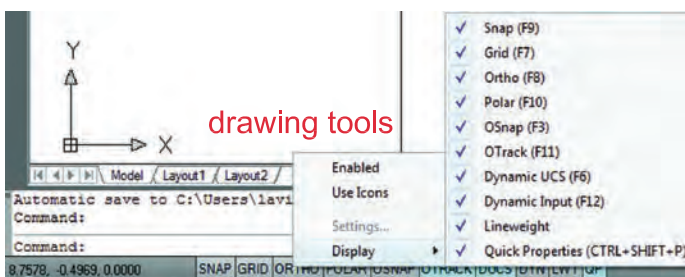 Y
X
drawing tools
Model / Layout1 / Layout2 /
Automatic save to C:\Users\lavi
Command:
Command:
8.7578, -0.4969, 0.0000 SNAP GRID ORTHO POLAR OSNAP OTRACK DUCS DYN LWT QP
Enabled
Use Icons
Settings...
Display
Snap (F9)
Grid (F7)
Ortho (F8)
Polar (F10)
OSnap (F3)
OTrack (F11)
Dynamic UCS (F6)
Dynamic Input (F12)
Lineweight
Quick Properties (CTRL+SHIFT+P)